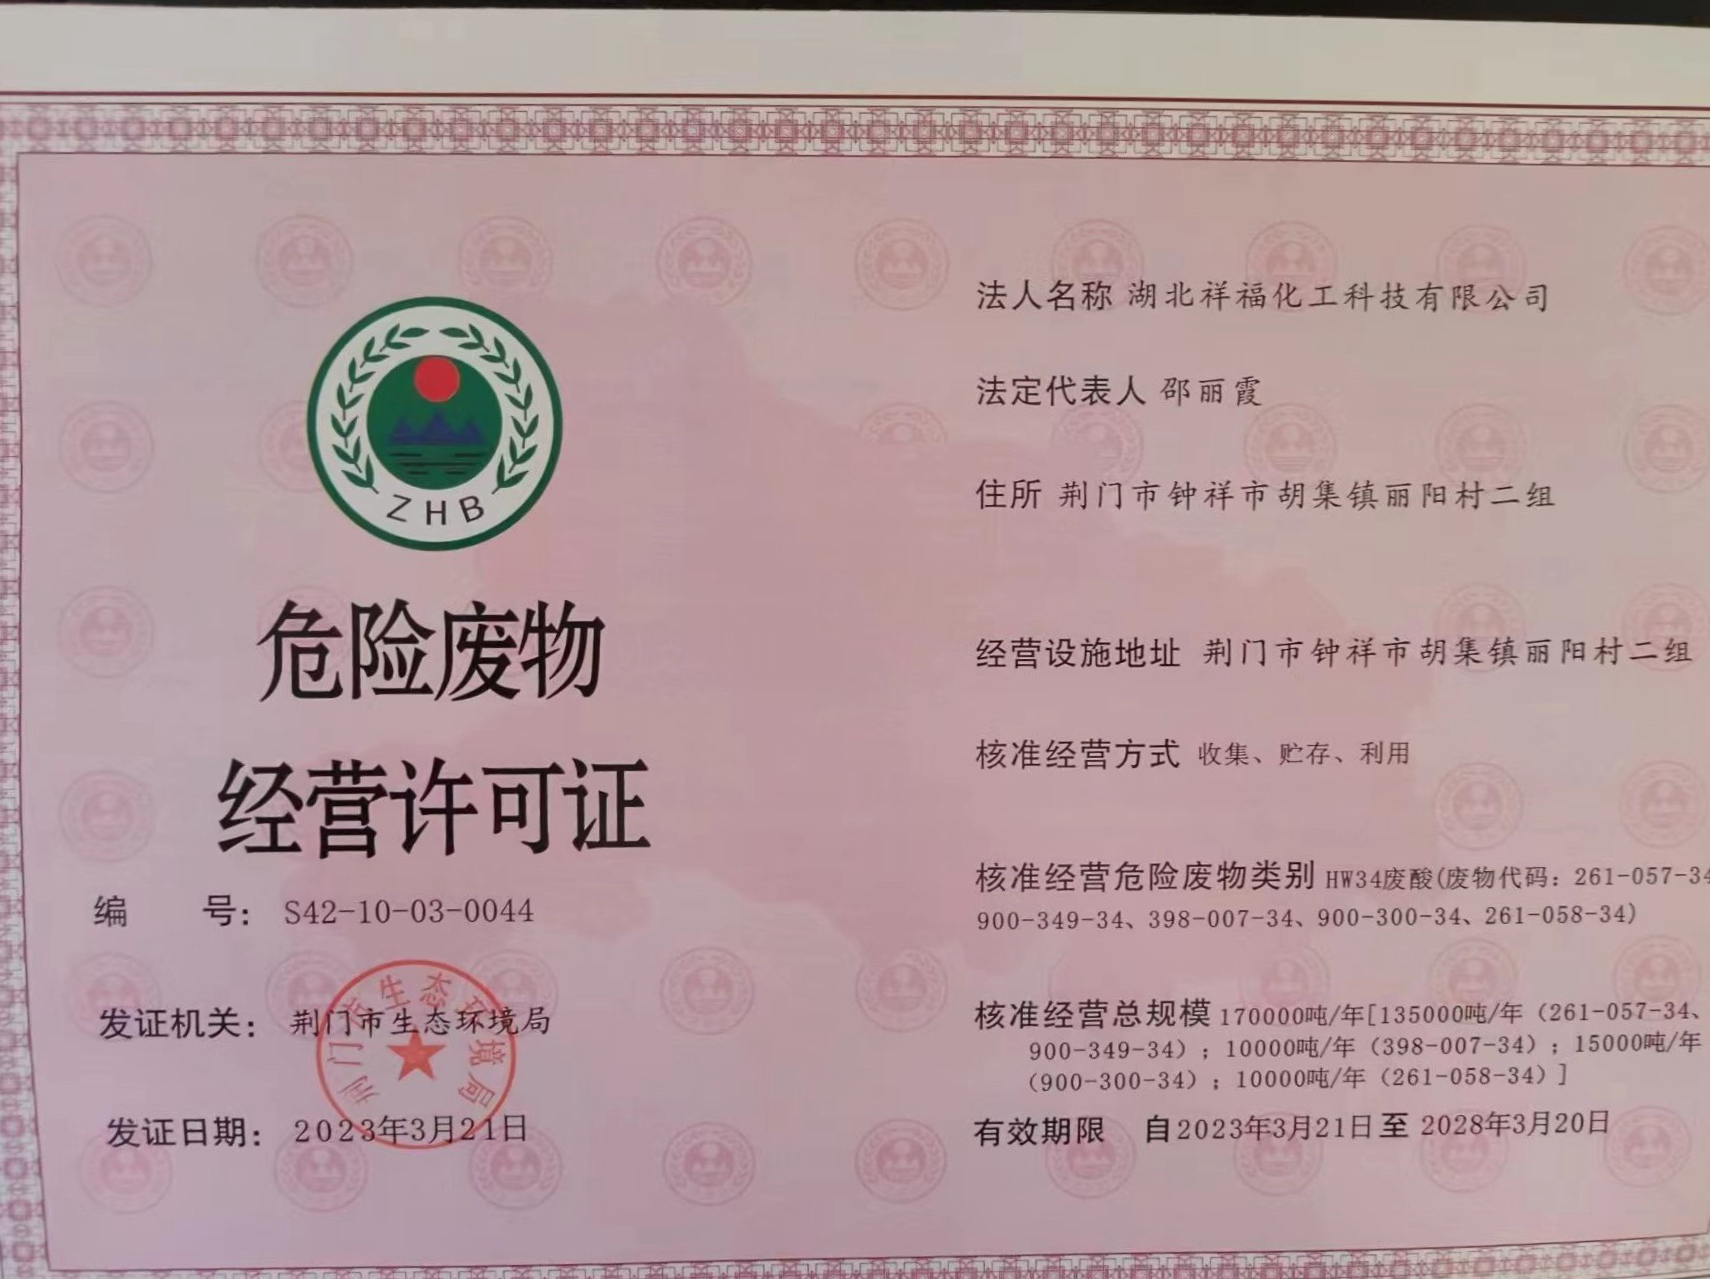 ZHB
危险废物
经营许可证
编 号: S42-10-03-0044
发证机关: 荆门市生态环境局
荆门市生态环境局
发证日期: 2023年3月21日
法人名称 湖北祥福化工科技有限公司
法定代表人 邵丽霞
住所 荆门市钟祥市胡集镇丽阳村二组
经营设施地址 荆门市钟祥市胡集镇丽阳村二组
核准经营方式 收集、贮存、利用
核准经营危险废物类别 HW34废酸(废物代码: 261-057-34
900-349-34、398-007-34、900-300-34、261-058-34)
核准经营总规模 170000吨/年[135000吨/年（261-057-34、
900-349-34）; 10000吨/年（398-007-34）; 15000吨/年
（900-300-34）; 10000吨/年（261-058-34）]
有效期限 自2023年3月21日至 2028年3月20日